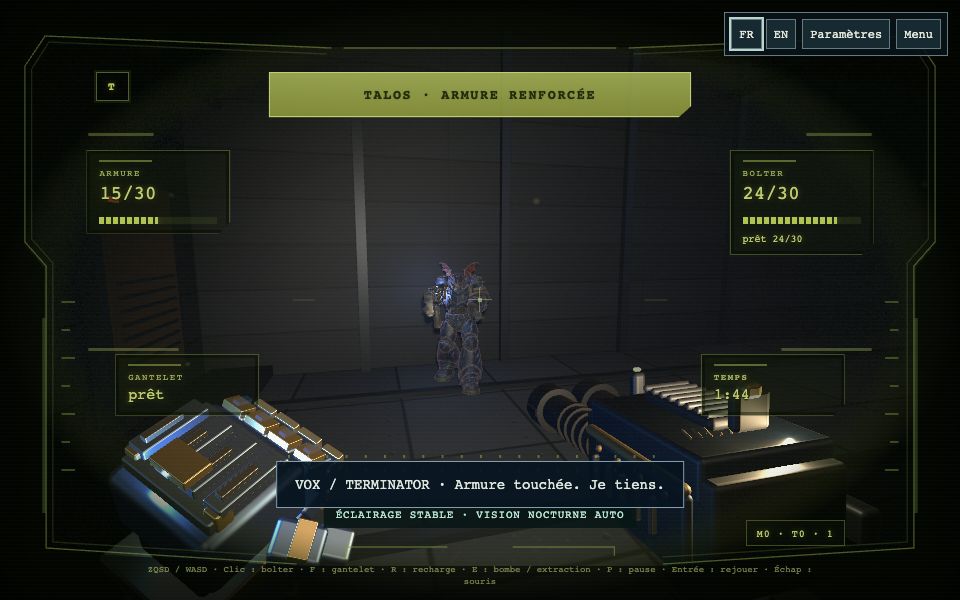 FR EN Paramètres Menu
T
TALOS · ARMURE RENFORCÉE
ARMURE
15/30
BOLTER
24/30
prêt 24/30
GANTELET
prêt
TEMPS
1:44
VOX / TERMINATOR · Armure touchée. Je tiens.
ÉCLAIRAGE STABLE · VISION NOCTURNE AUTO
M0 · T0 · 1
ZQSD / WASD · Clic : bolter · F : gantelet · R : recharge · E : bombe / extraction · P : pause · Entrée : rejouer · Échap :
souris